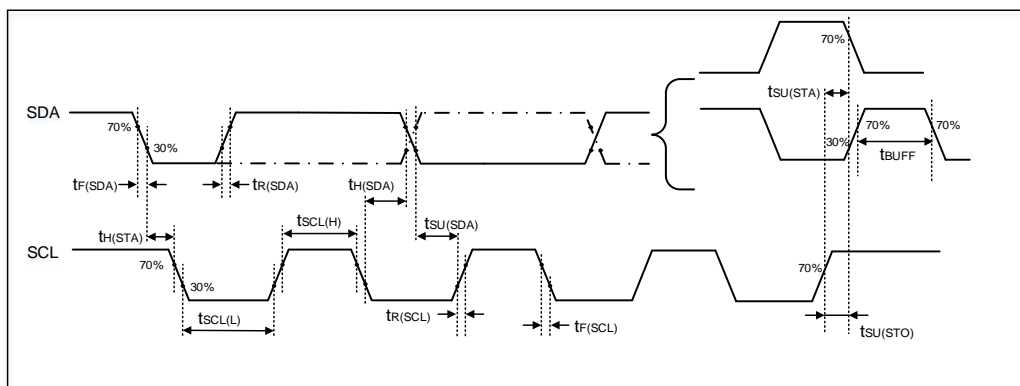 70%
tSU(STA)
SDA
70%
30%
30%
70%
70%
tBUFF
tF(SDA)
tR(SDA)
tH(SDA)
tSCL(H)
tSU(SDA)
tH(STA)
SCL
70%
70%
30%
tSCL(L)
tR(SCL)
tF(SCL)
tSU(STO)